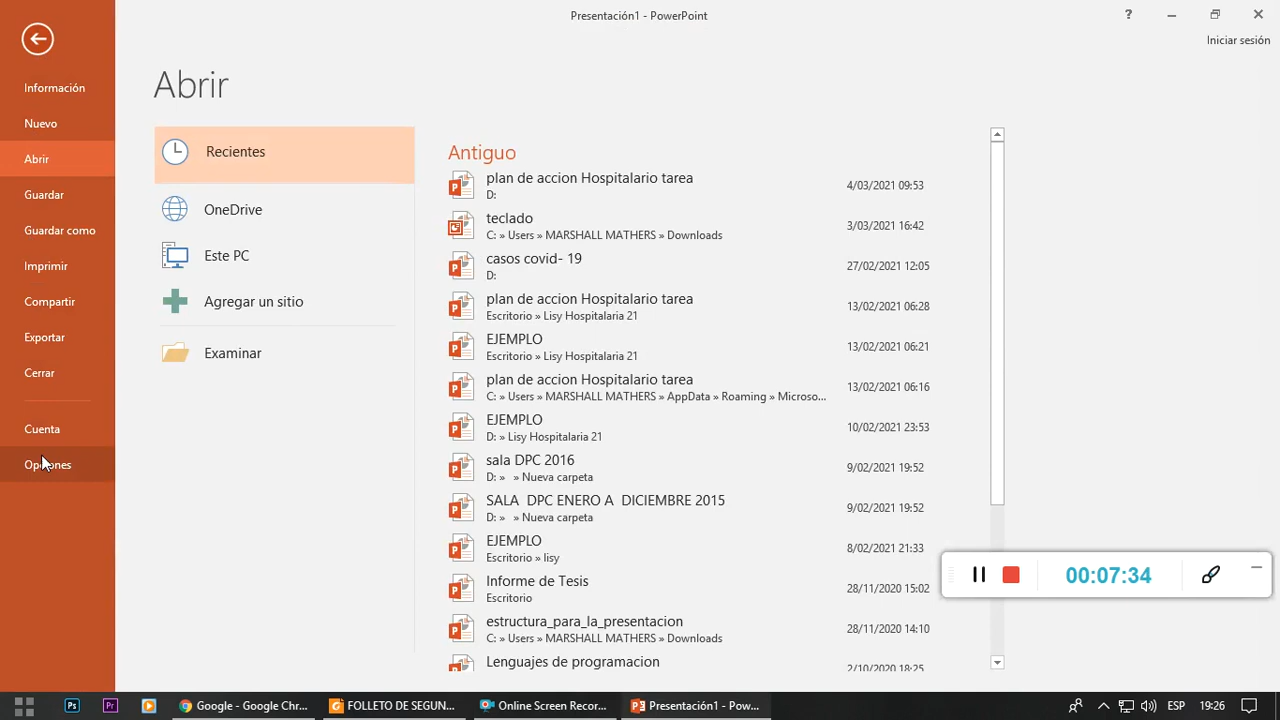 Presentación1 - PowerPoint
?
Iniciar sesión
Información
Nuevo
Abrir
Guardar
Guardar como
Imprimir
Compartir
Exportar
Cerrar
Cuenta
Opciones
Abrir
Recientes
OneDrive
Este PC
Agregar un sitio
Examinar
Antiguo
plan de accion Hospitalario tarea 4/03/2021 09:53
D:
teclado 3/03/2021 16:42
C: » Users » MARSHALL MATHERS » Downloads
casos covid- 19 27/02/2021 12:05
D:
plan de accion Hospitalario tarea 13/02/2021 06:28
Escritorio » Lisy Hospitalaria 21
EJEMPLO 13/02/2021 06:21
Escritorio » Lisy Hospitalaria 21
plan de accion Hospitalario tarea 13/02/2021 06:16
C: » Users » MARSHALL MATHERS » AppData » Roaming » Microso...
EJEMPLO 10/02/2021 23:53
D: » Lisy Hospitalaria 21
sala DPC 2016 9/02/2021 19:52
D: » » Nueva carpeta
SALA DPC ENERO A DICIEMBRE 2015 9/02/2021 19:52
D: » » Nueva carpeta
EJEMPLO 8/02/2021 21:33
Escritorio » lisy
Informe de Tesis 28/11/2020 15:02
Escritorio
estructura_para_la_presentacion 28/11/2020 14:10
C: » Users » MARSHALL MATHERS » Downloads
Lenguajes de programacion 2/10/2020 18:25
00:07:34
Ps
Pr
Google - Google Chr...
FOLLETO DE SEGUN...
Online Screen Recor...
Presentación1 - Pow...
ESP
19:26